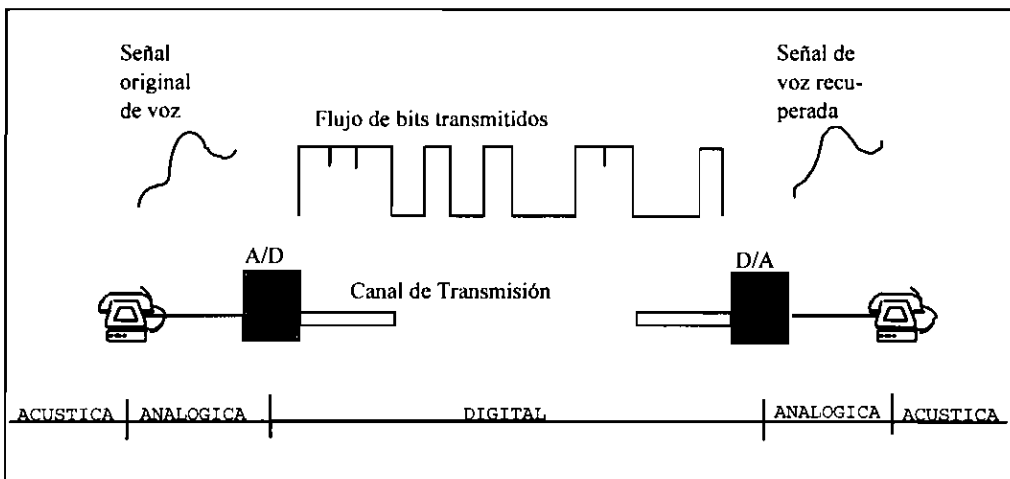 Señal
original
de voz
Señal de
voz recu-
perada
Flujo de bits transmitidos
A/D
D/A
Canal de Transmisión
ACUSTICA ANALOGICA DIGITAL ANALOGICA ACUSTICA